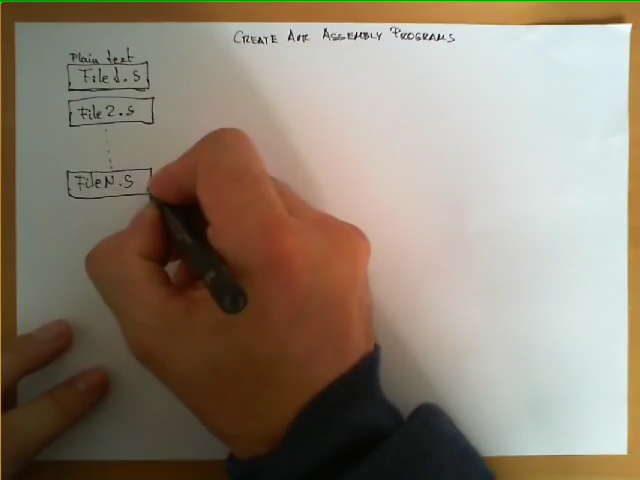 CREATE AVR ASSEMBLY PROGRAMS
Plain text
File1.s
File2.s
FileN.s